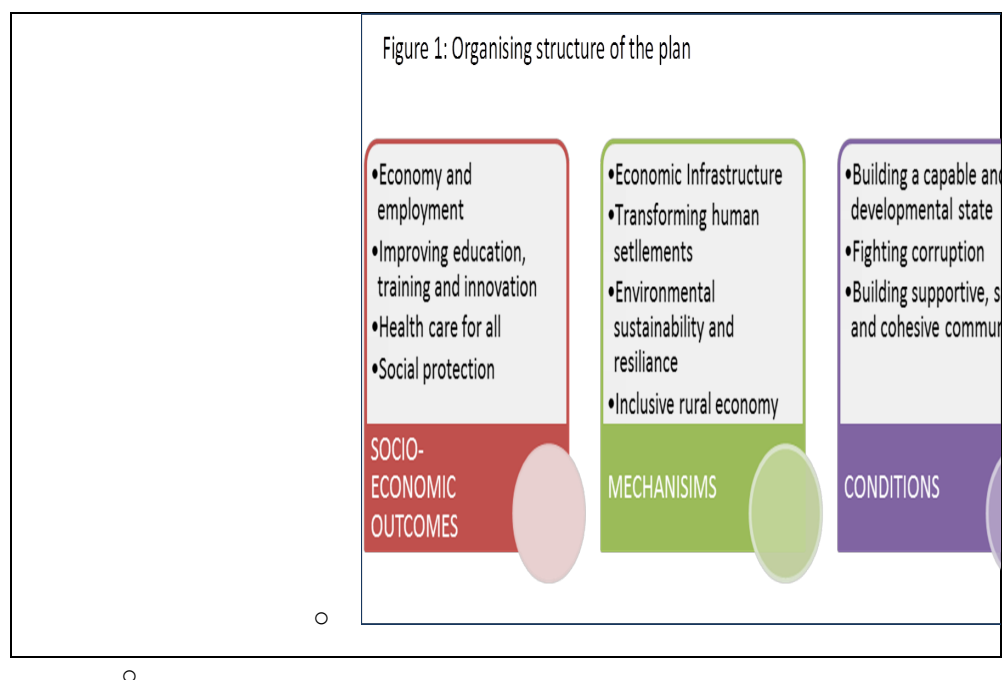 Figure 1: Organising structure of the plan
•Economy and
employment
•Improving education,
training and innovation
•Health care for all
•Social protection
SOCIO-
ECONOMIC
OUTCOMES
•Economic Infrastructure
•Transforming human
setllements
•Environmental
sustainability and
resiliance
•Inclusive rural economy
MECHANISIMS
•Building a capable
developmental state
•Fighting corruption
•Building supportive,
and cohesive
CONDITIONS